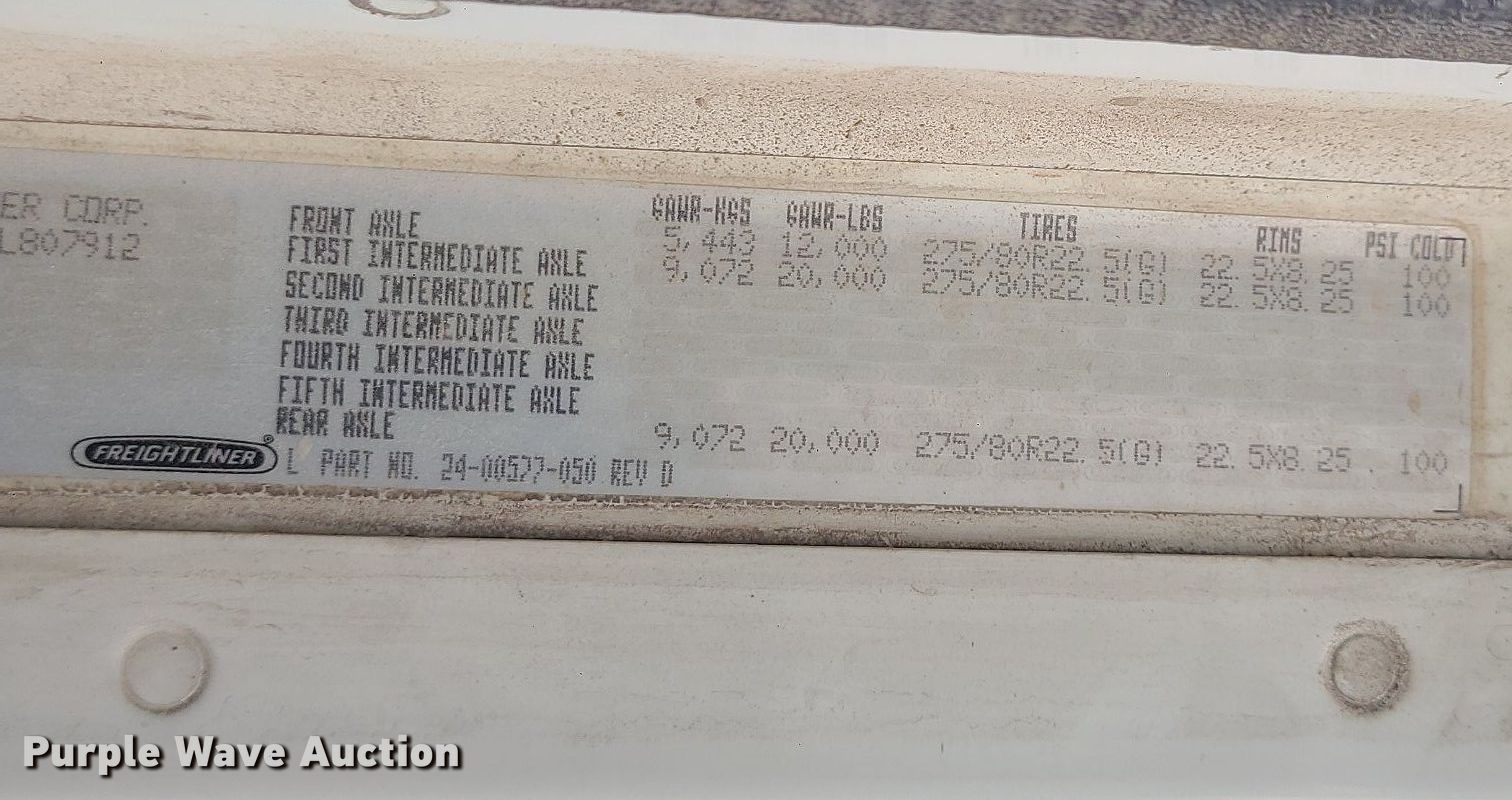 ER CORP.
L807912
GAWR-KGS GAWR-LBS TIRES RIMS PSI COLD
FRONT AXLE 5,443 12,000 275/80R22.5(G) 22.5X8.25 100
FIRST INTERMEDIATE AXLE 9,072 20,000 275/80R22.5(G) 22.5X8.25 100
SECOND INTERMEDIATE AXLE
THIRD INTERMEDIATE AXLE
FOURTH INTERMEDIATE AXLE
FIFTH INTERMEDIATE AXLE
REAR AXLE 9,072 20,000 275/80R22.5(G) 22.5X8.25 100
FREIGHTLINER® L PART NO. 24-00577-050 REV D
Purple Wave Auction